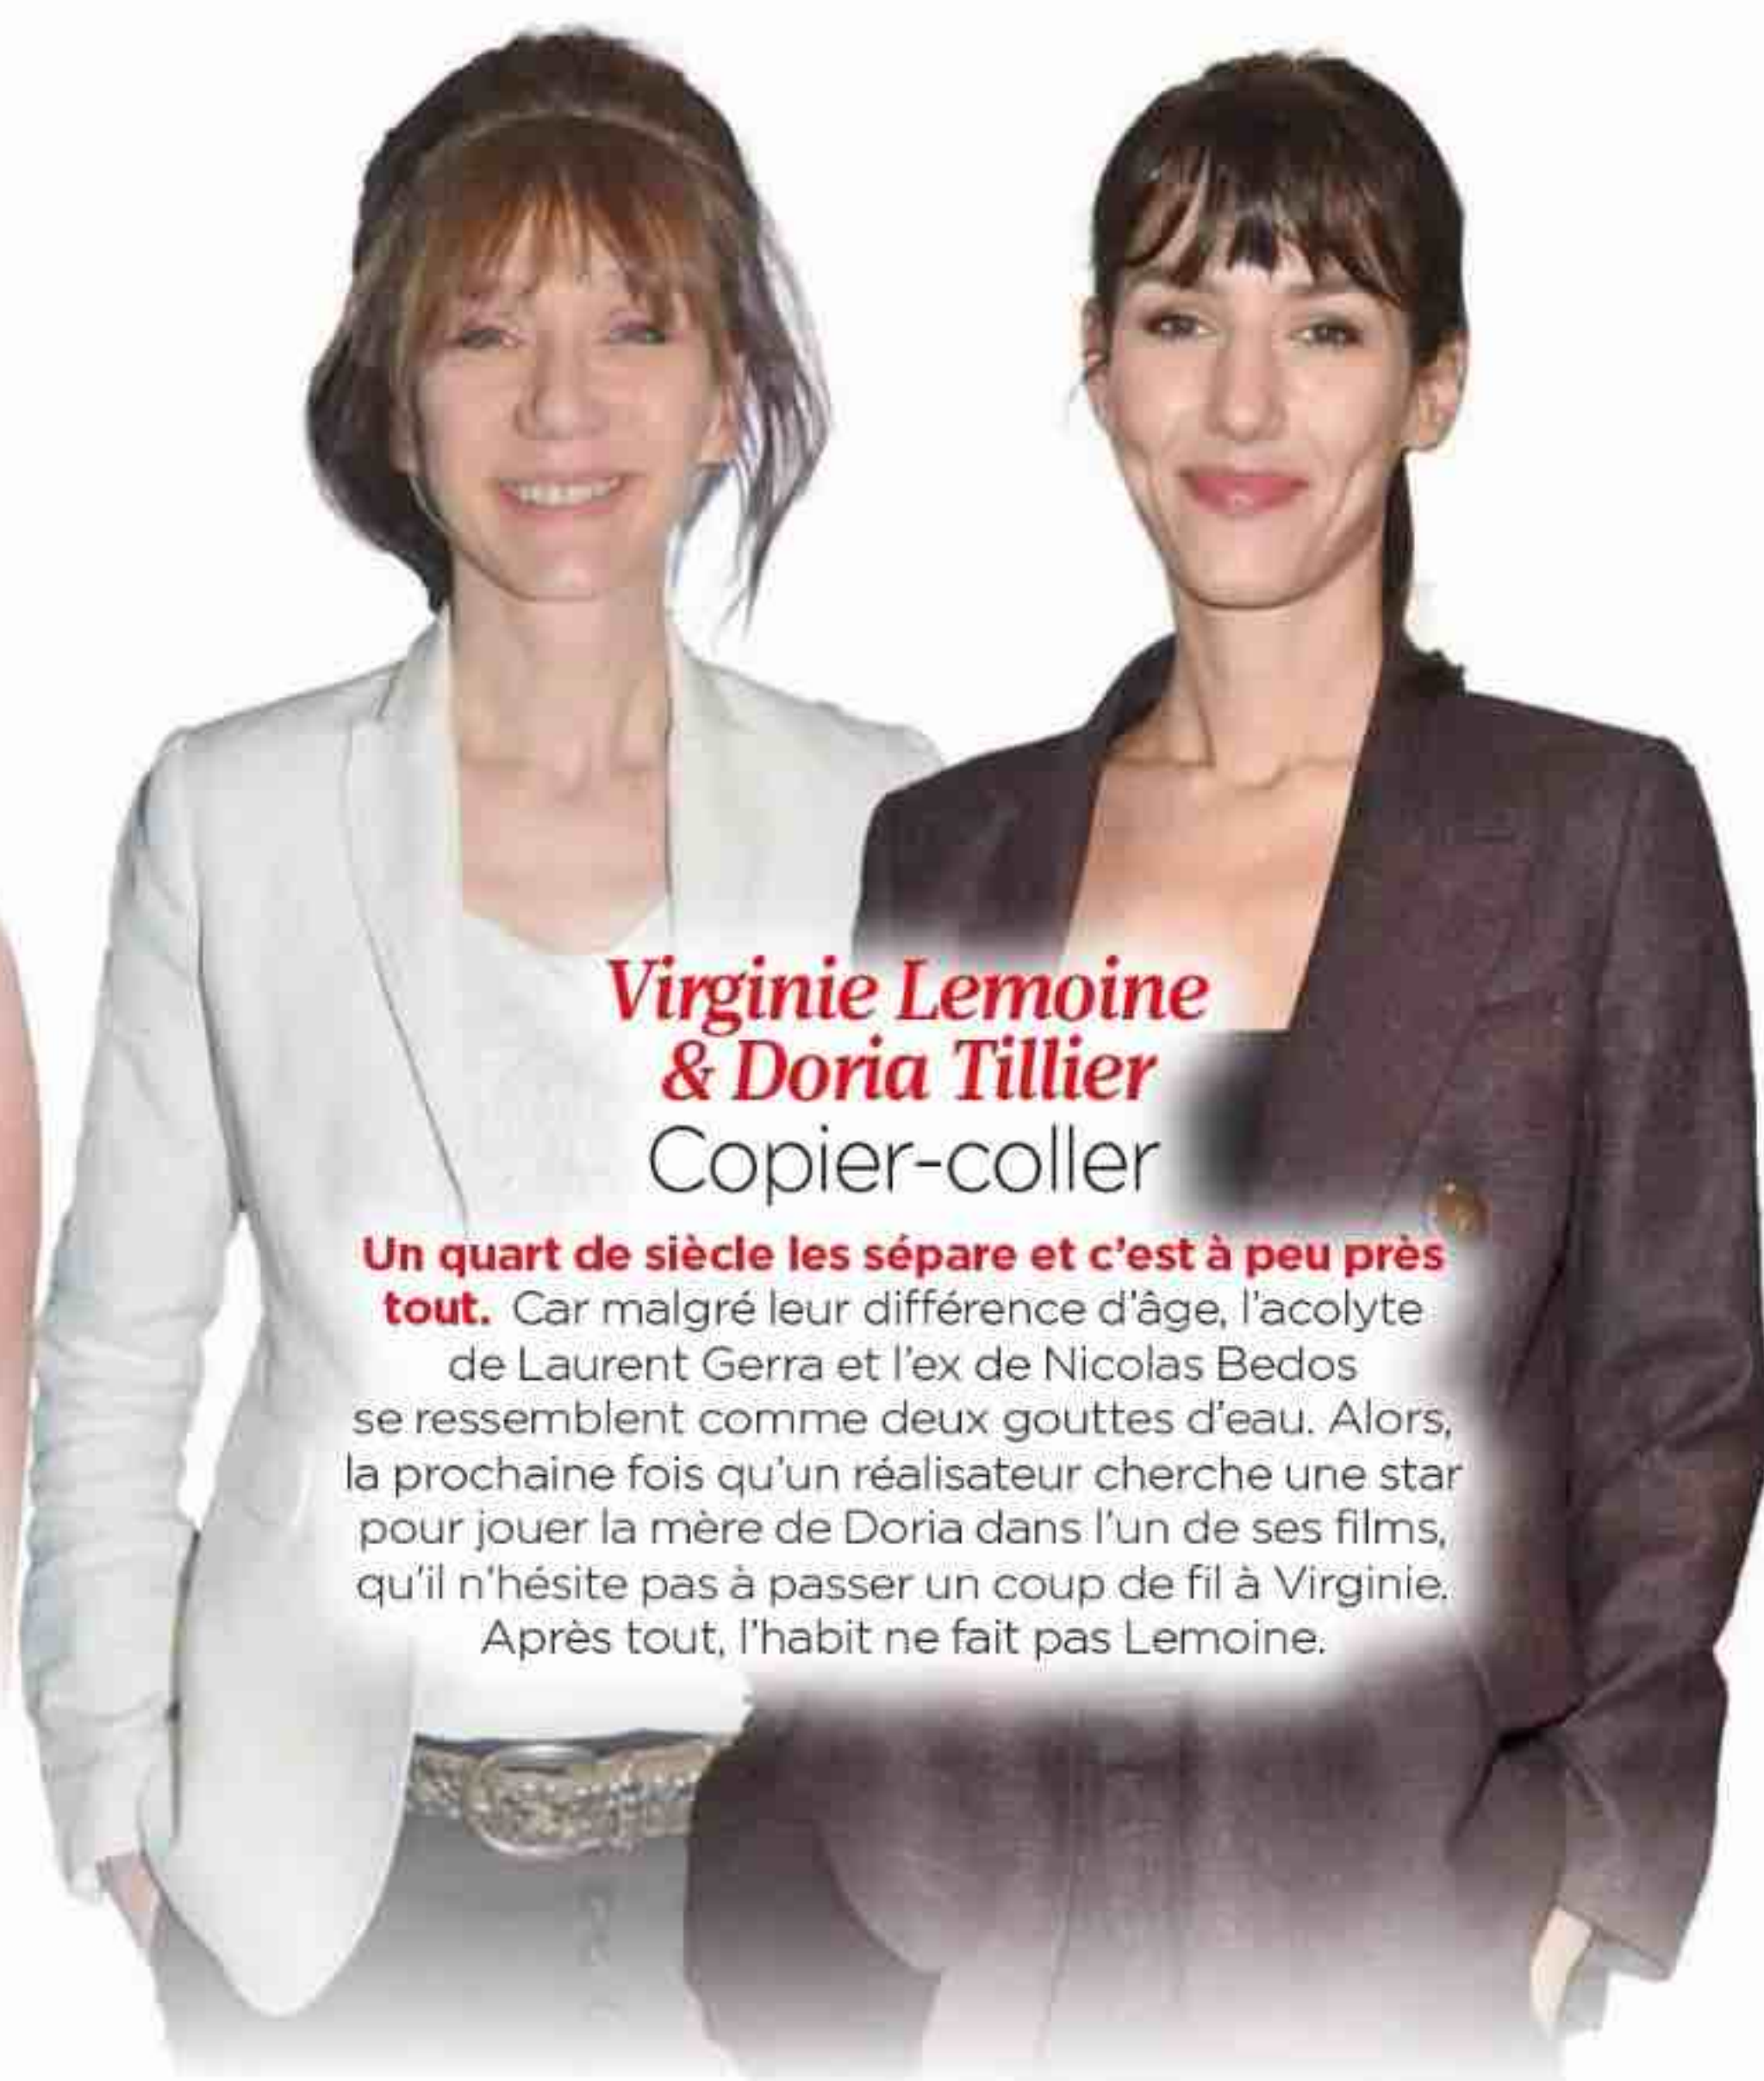 Virginie Lemoine
& Doria Tillier
Copier-coller
Un quart de siècle les sépare et c'est à peu près
tout. Car malgré leur différence d'âge, l'acolyte
de Laurent Gerra et l'ex de Nicolas Bedos
se ressemblent comme deux gouttes d'eau. Alors,
la prochaine fois qu'un réalisateur cherche une star
pour jouer la mère de Doria dans l'un de ses films,
qu'il n'hésite pas à passer un coup de fil à Virginie.
Après tout, l'habit ne fait pas Lemoine.